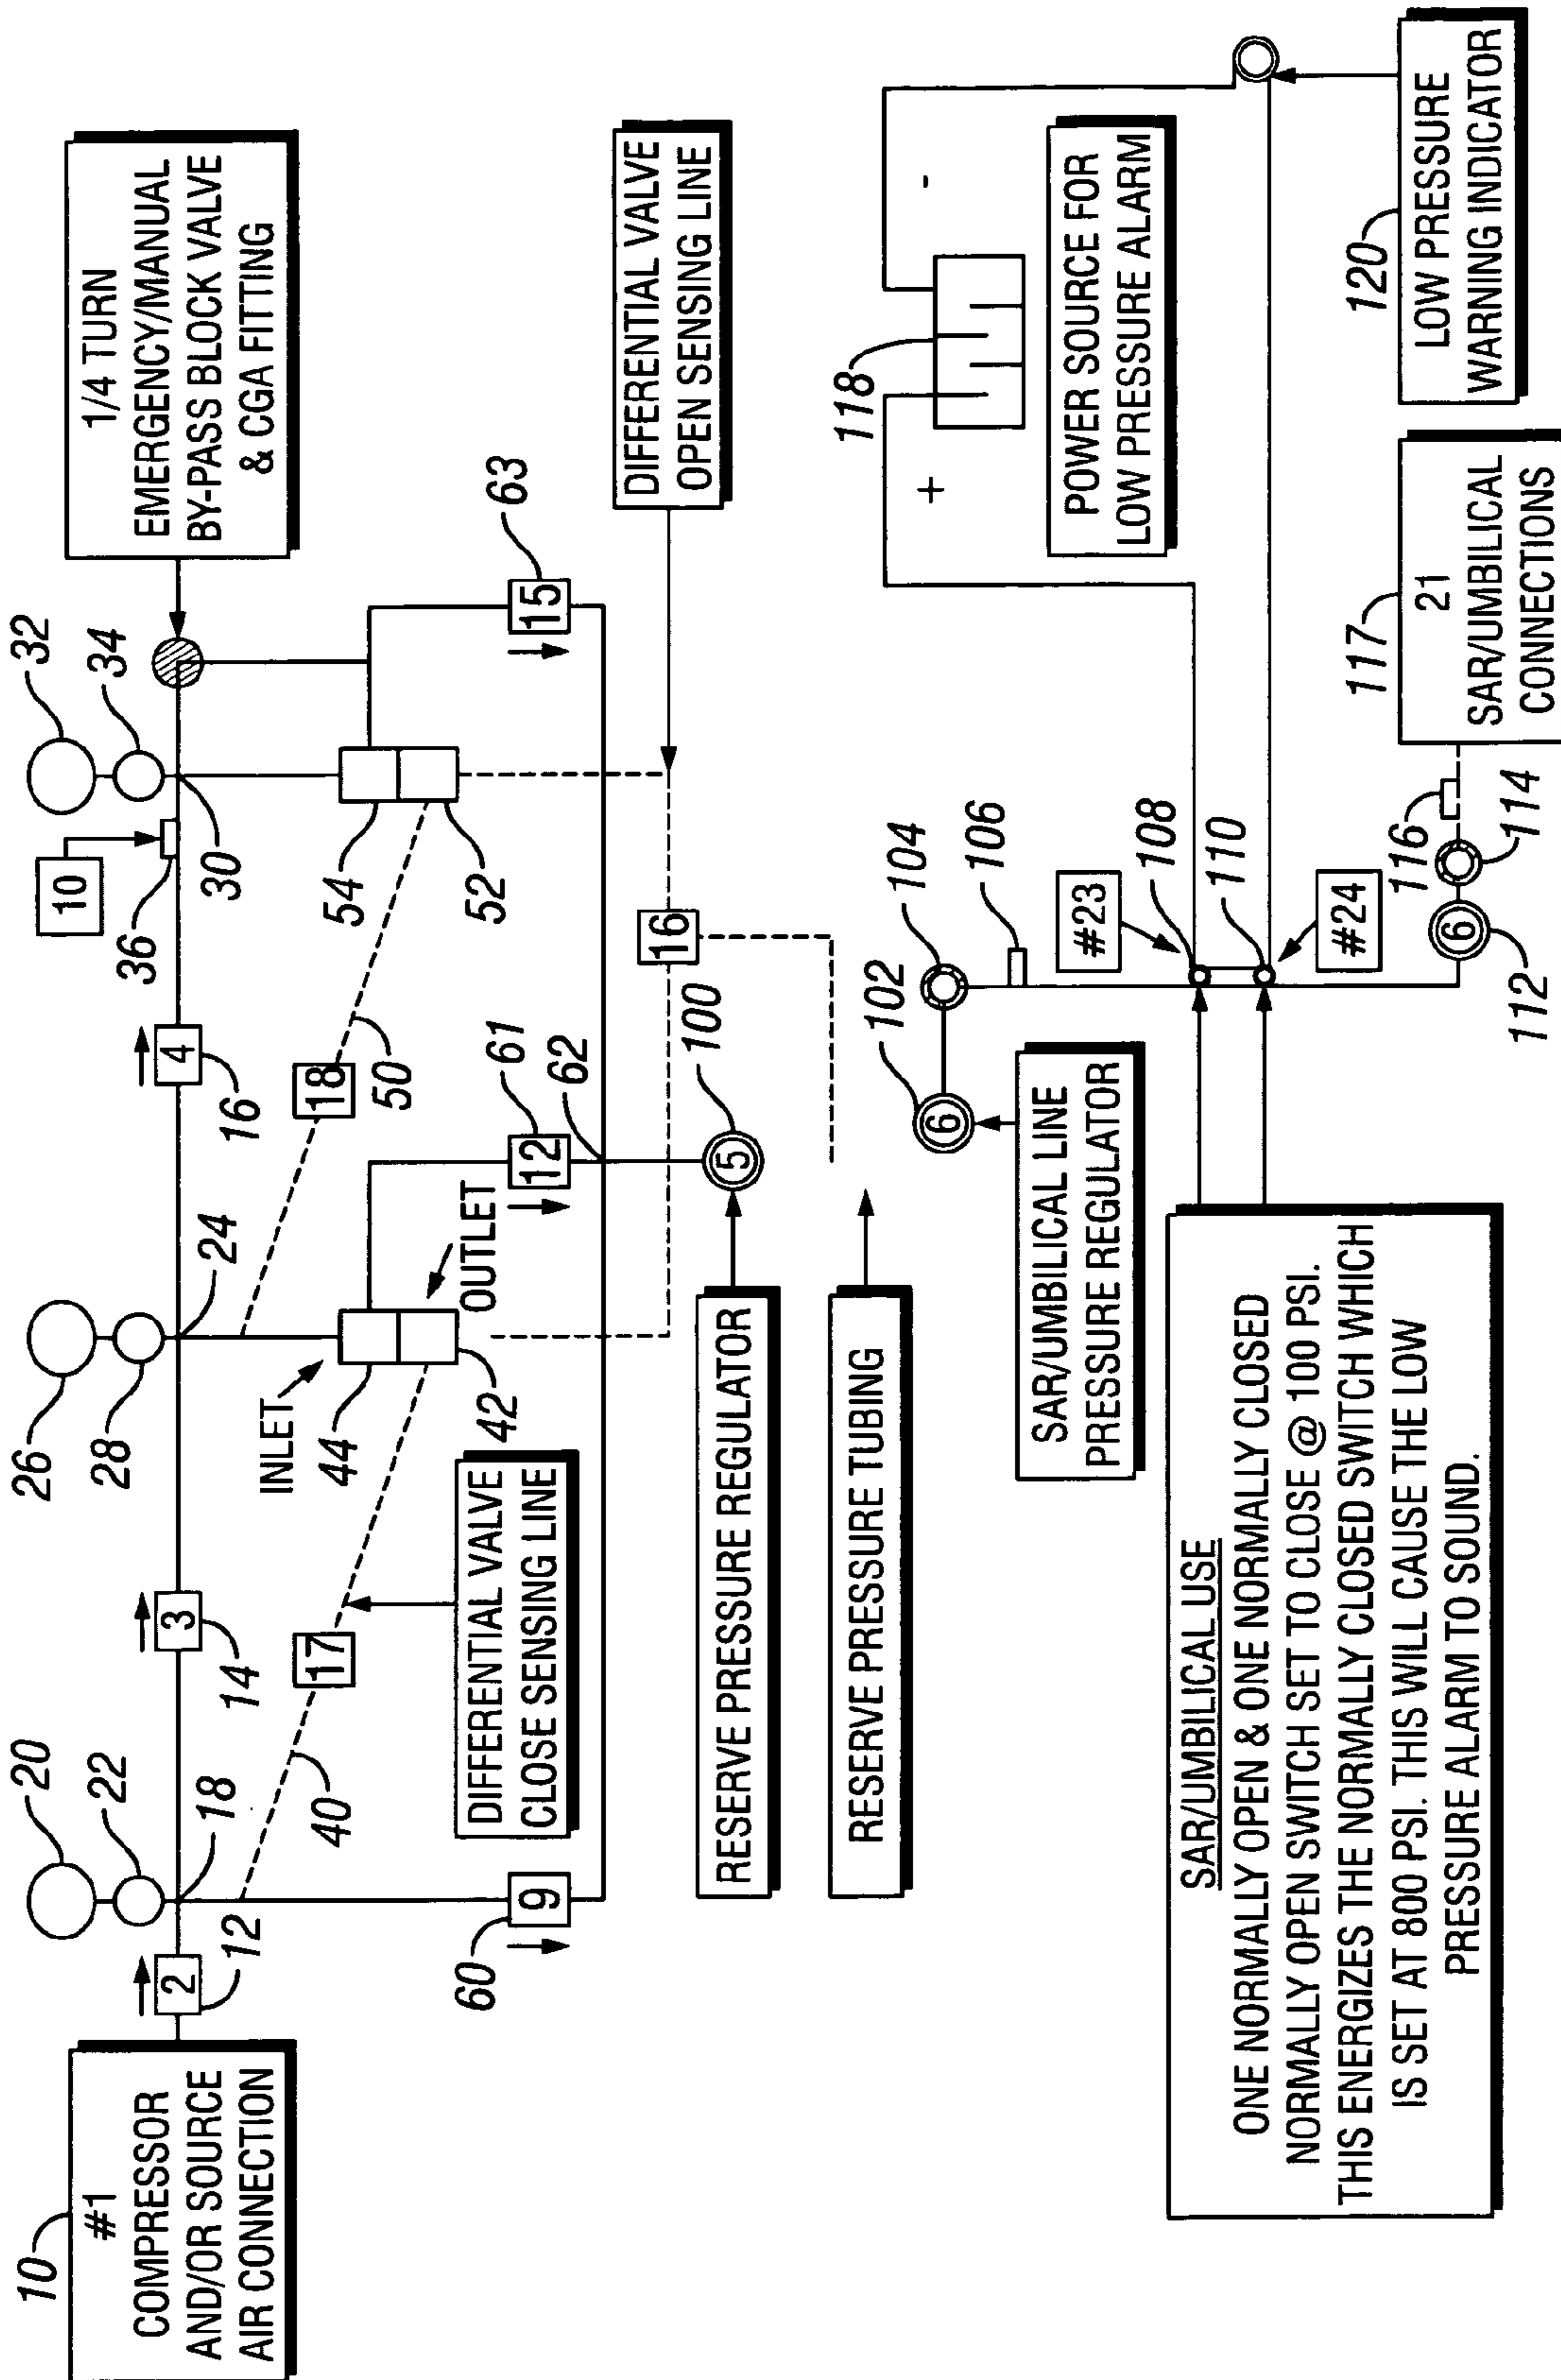 10
#1
COMPRESSOR
AND/OR SOURCE
AIR CONNECTION
2
12
20
22
18
3
14
26
28
24
4
16
10
36
32
34
30
1/4 TURN
EMERGENCY/MANUAL
BY-PASS BLOCK VALVE
& CGA FITTING
40
17
INLET
44
42
OUTLET
18
50
54
52
DIFFERENTIAL VALVE
CLOSE SENSING LINE
60
9
61
12
62
63
15
DIFFERENTIAL VALVE
OPEN SENSING LINE
16
100
5
RESERVE PRESSURE REGULATOR
RESERVE PRESSURE TUBING
102
6
104
106
SAR/UMBILICAL LINE
PRESSURE REGULATOR
#23
108
110
#24
118
+
-
POWER SOURCE FOR
LOW PRESSURE ALARM
112
6
114
116
117
21
SAR/UMBILICAL
CONNECTIONS
120
LOW PRESSURE
WARNING INDICATOR
SAR/UMBILICAL USE
ONE NORMALLY OPEN & ONE NORMALLY CLOSED
NORMALLY OPEN SWITCH SET TO CLOSE @ 100 PSI.
THIS ENERGIZES THE NORMALLY CLOSED SWITCH WHICH
IS SET AT 800 PSI. THIS WILL CAUSE THE LOW
PRESSURE ALARM TO SOUND.